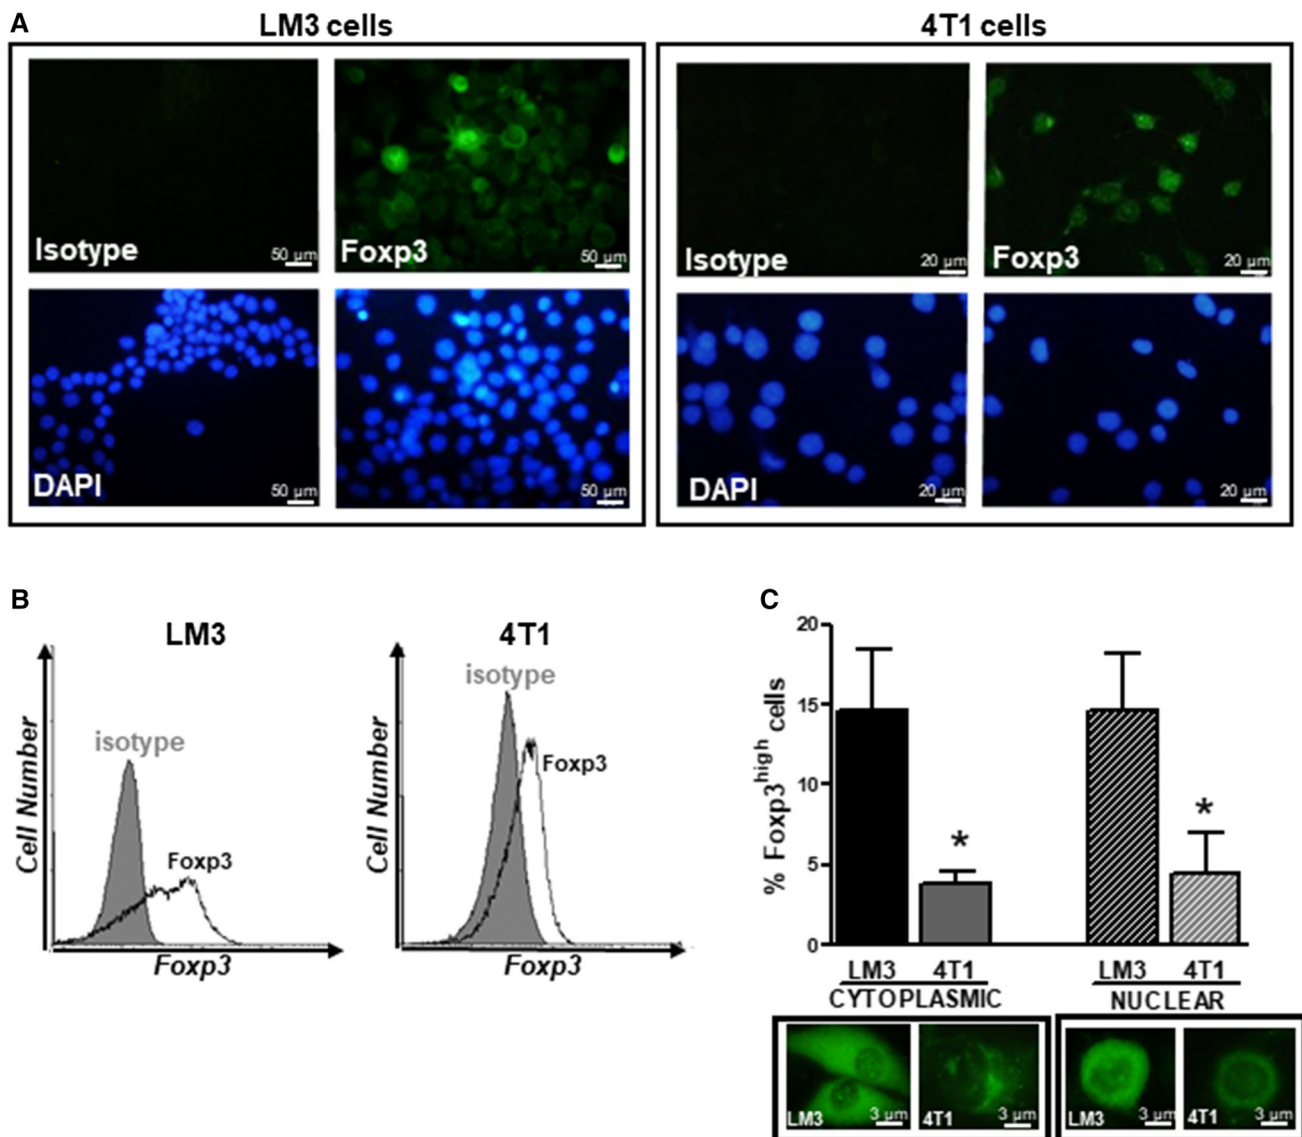 A
LM3 cells
4T1 cells
Isotype
50 µm
Foxp3
50 µm
Isotype
20 µm
Foxp3
20 µm
DAPI
50 µm
50 µm
DAPI
20 µm
20 µm
B
LM3
4T1
isotype
Foxp3
Cell Number
Foxp3
isotype
Foxp3
Cell Number
Foxp3
C
% Foxp3high cells
20
15
10
5
0
*
*
LM3
4T1
LM3
4T1
CYTOPLASMIC
NUCLEAR
LM3
3 µm
4T1
3 µm
LM3
3 µm
4T1
3 µm